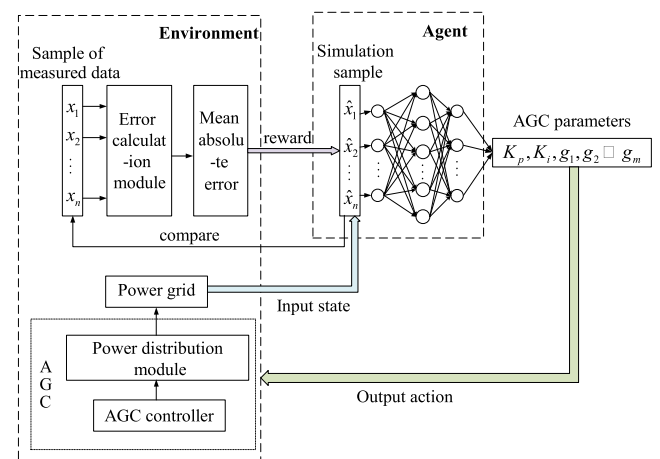 Environment
Agent
Sample of
measured data
x1
x2
⋮
xn
Error
calculat
-ion
module
Mean
absolu
-te
error
reward
Simulation
sample
x̂1
x̂2
⋮
x̂n
AGC parameters
Kp, Ki, g1, g2 □ gm
compare
Power grid
Input state
A
G
C
Power distribution
module
AGC controller
Output action